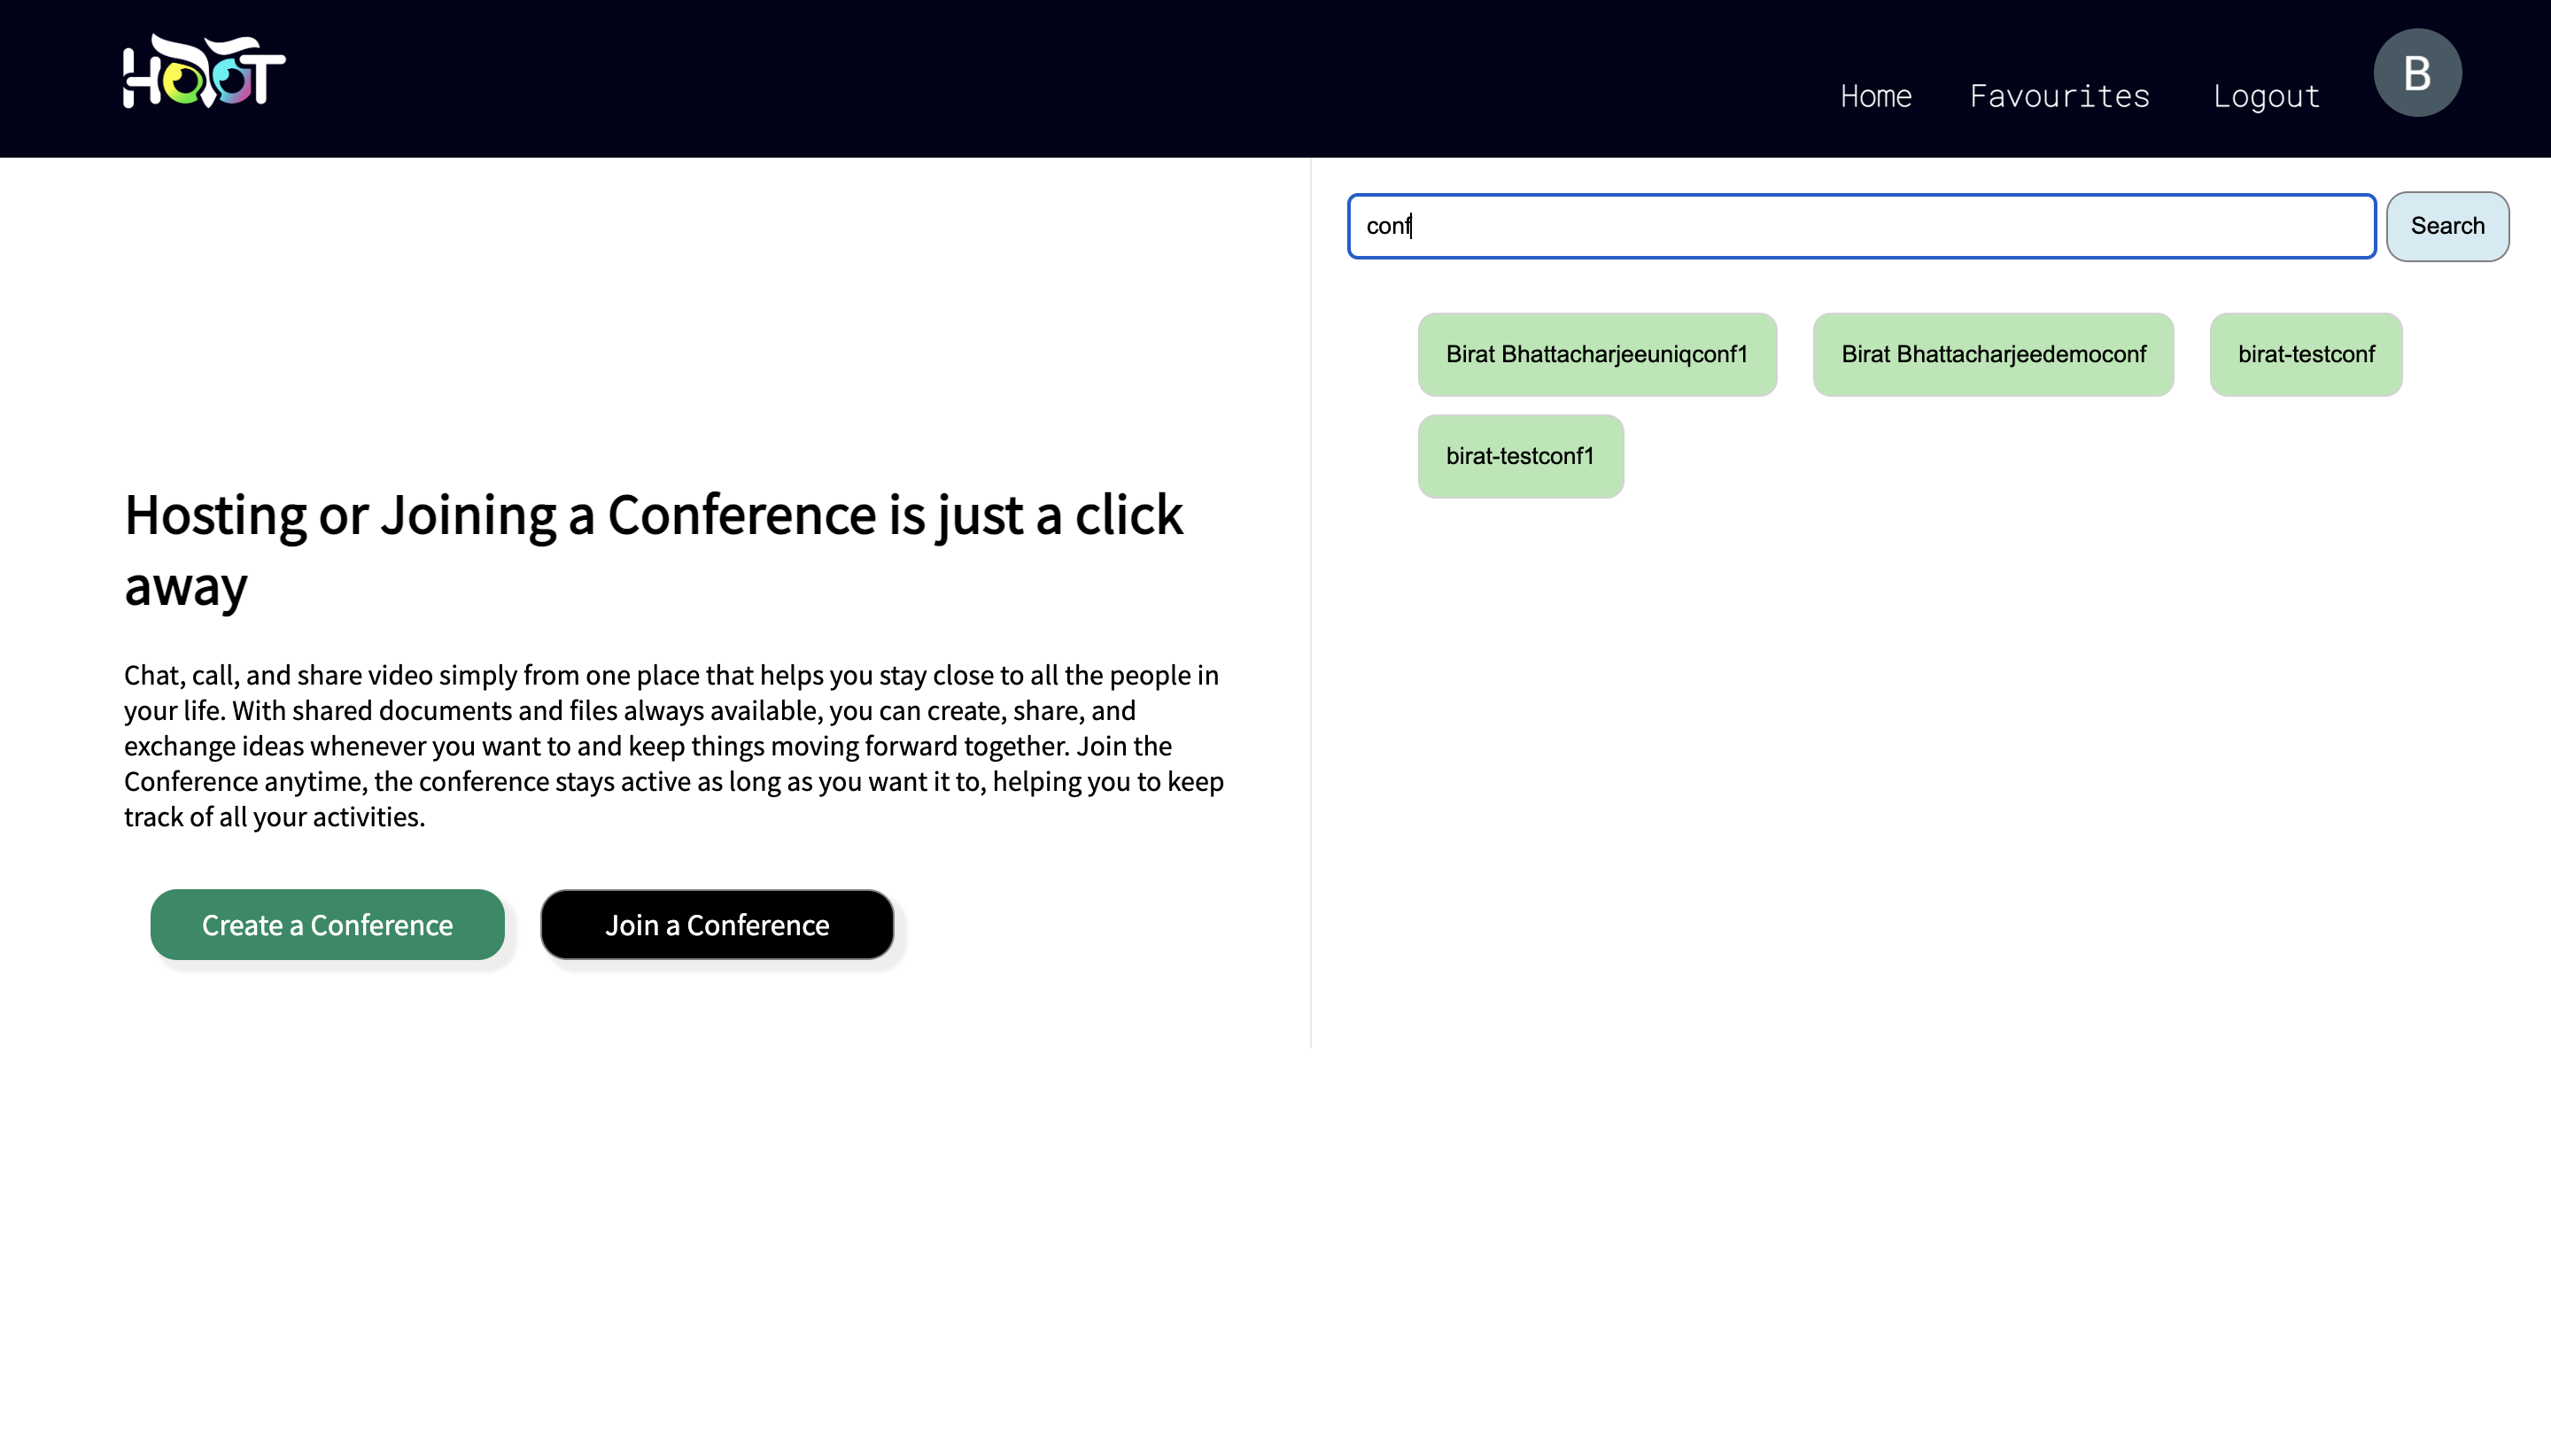 HOOT
Home Favourites Logout B
conf Search
Birat Bhattacharjeeuniqconf1 Birat Bhattacharjeedemoconf birat-testconf
birat-testconf1
Hosting or Joining a Conference is just a click
away
Chat, call, and share video simply from one place that helps you stay close to all the people in
your life. With shared documents and files always available, you can create, share, and
exchange ideas whenever you want to and keep things moving forward together. Join the
Conference anytime, the conference stays active as long as you want it to, helping you to keep
track of all your activities.
Create a Conference Join a Conference